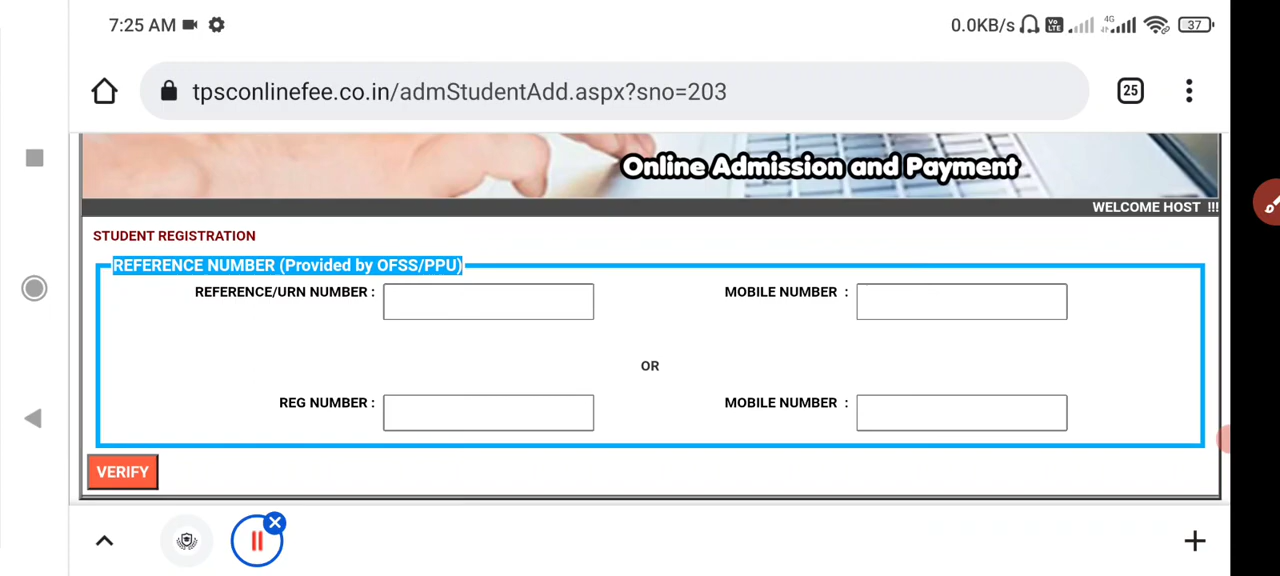 7:25 AM 0.0KB/s Vo LTE 4G 37
tpsconlinefee.co.in/admStudentAdd.aspx?sno=203 25
Online Admission and Payment
WELCOME HOST !!!
STUDENT REGISTRATION
REFERENCE NUMBER (Provided by OFSS/PPU)
REFERENCE/URN NUMBER : MOBILE NUMBER :
OR
REG NUMBER : MOBILE NUMBER :
VERIFY